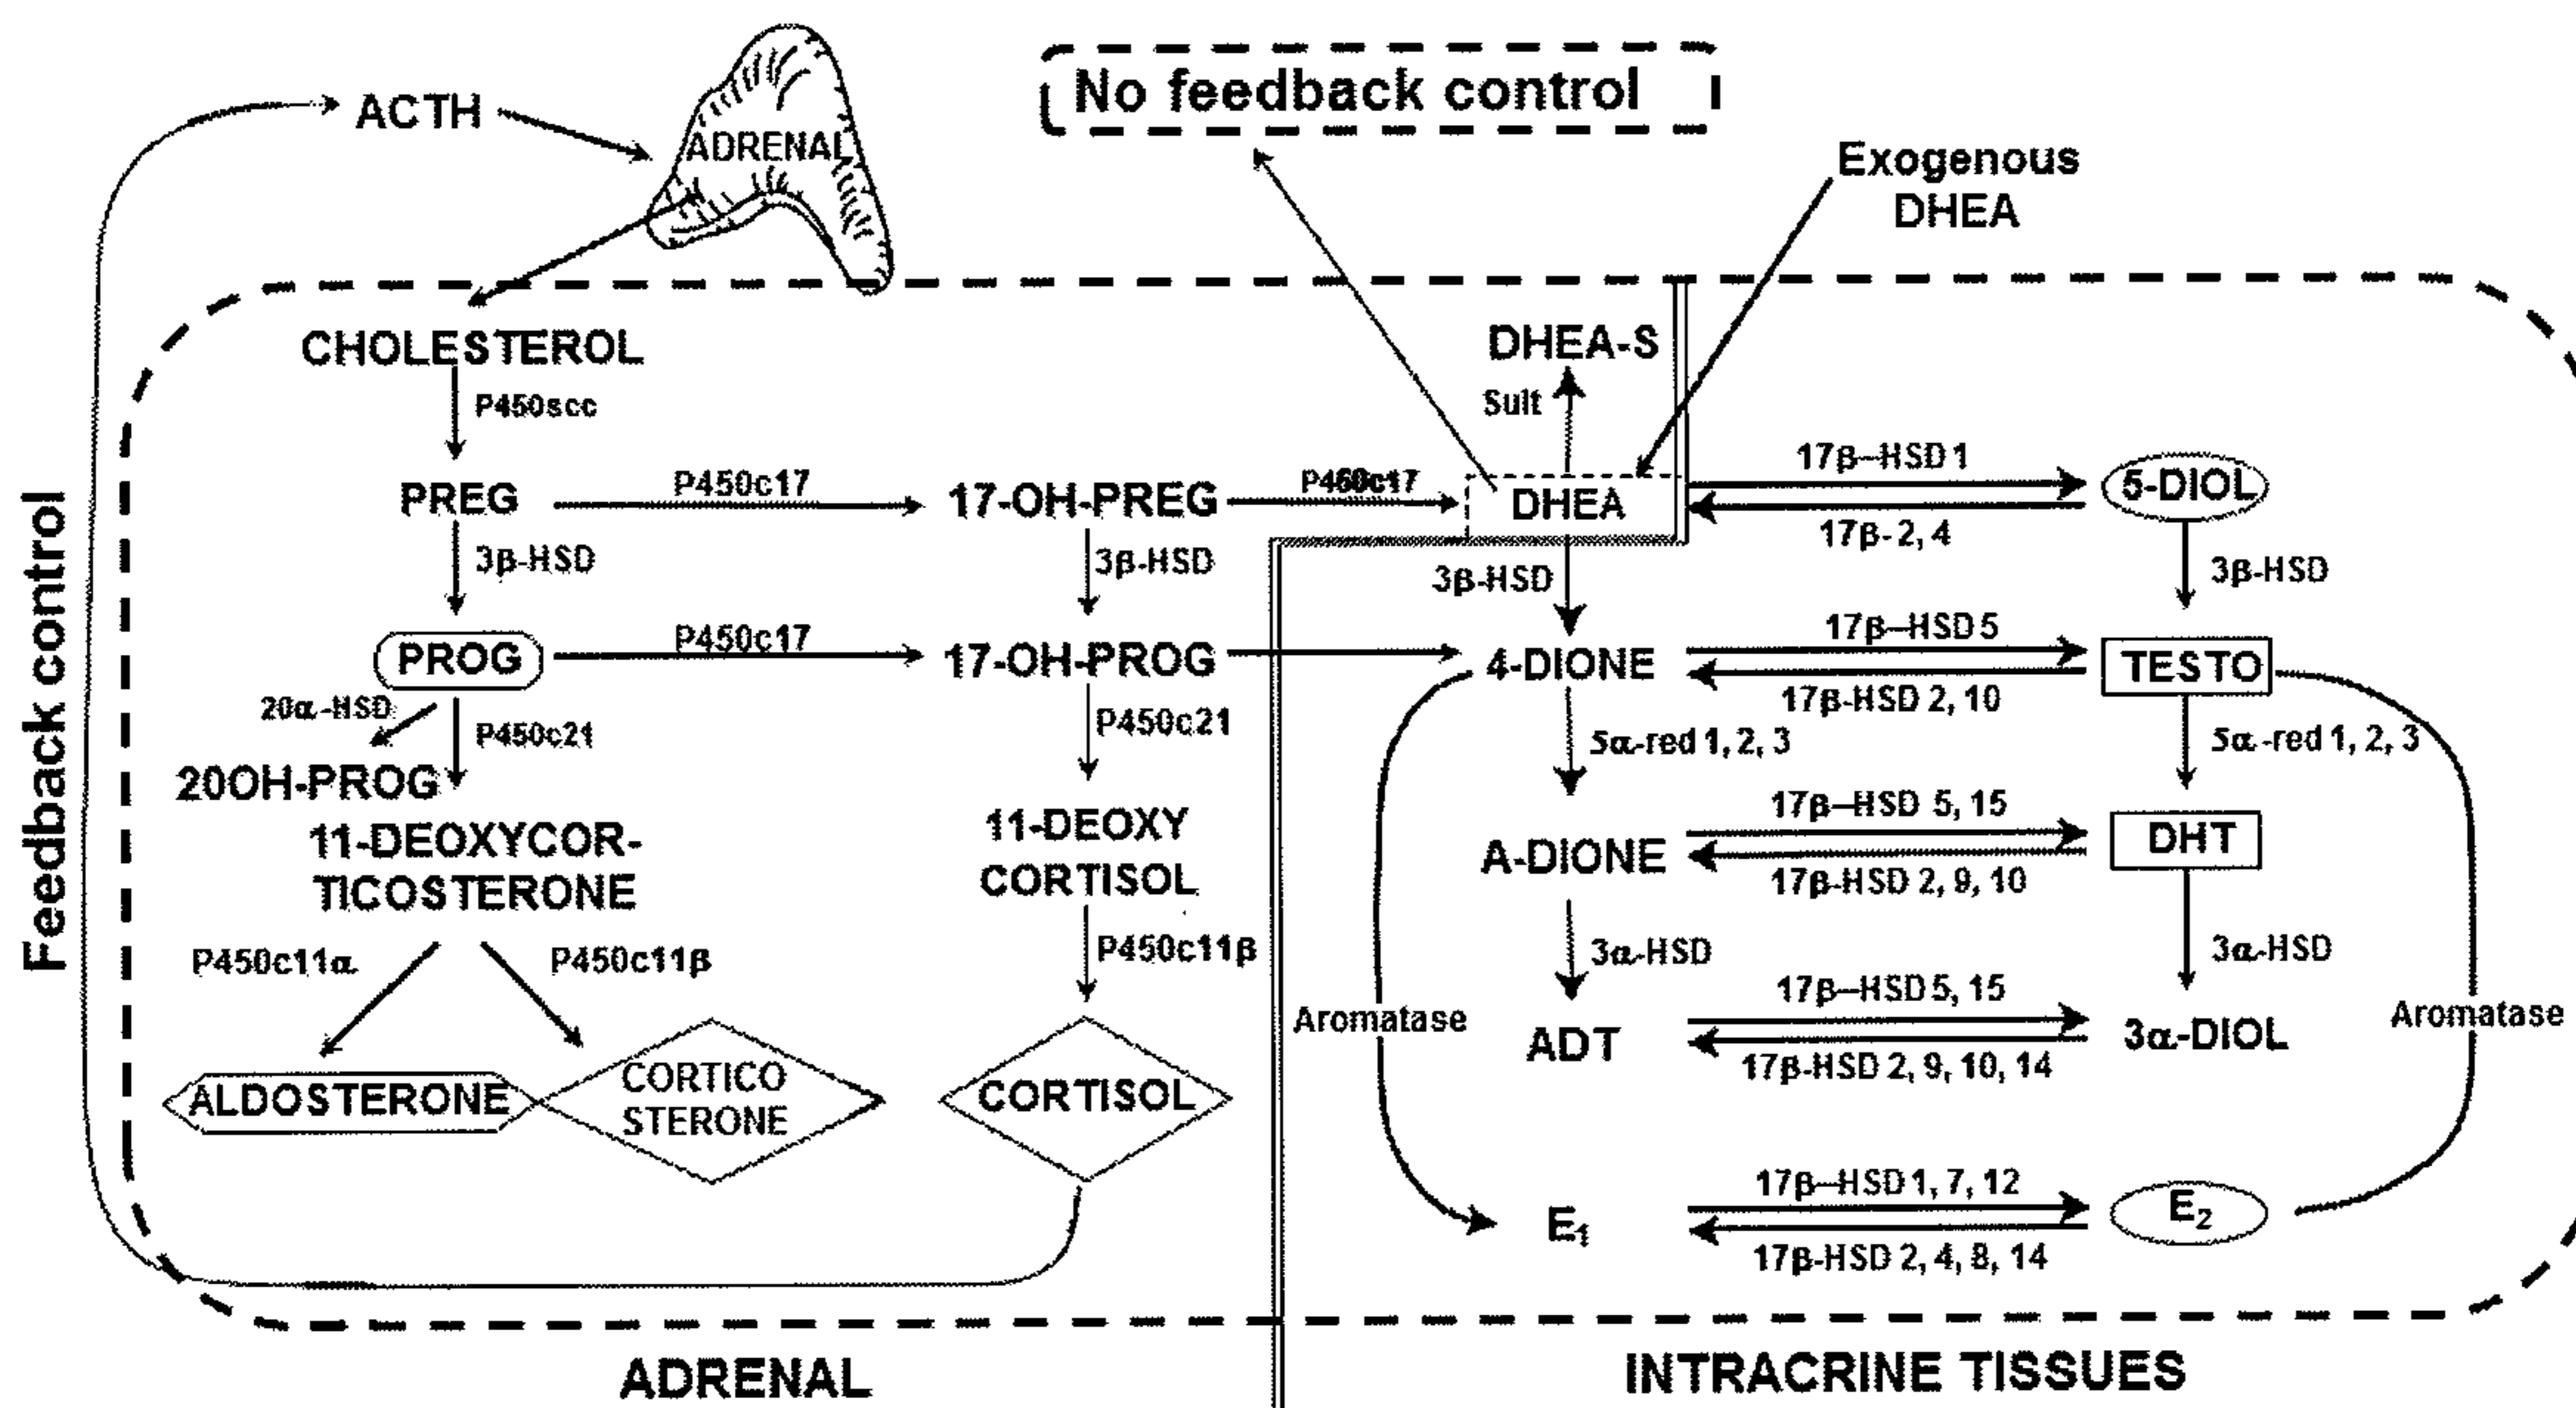 No feedback control
ACTH
ADRENAL
Exogenous
DHEA
Feedback control
CHOLESTEROL
P450scc
PREG
P450c17
17-OH-PREG
P450c17
DHEA-S
Sult
DHEA
17β–HSD 1
17β-2, 4
5-DIOL
3β-HSD
3β-HSD
3β-HSD
3β-HSD
PROG
P450c17
17-OH-PROG
4-DIONE
17β–HSD 5
17β-HSD 2, 10
TESTO
20α-HSD
P450c21
P450c21
5α-red 1, 2, 3
5α-red 1, 2, 3
20OH-PROG
11-DEOXYCOR-
TICOSTERONE
11-DEOXY
CORTISOL
A-DIONE
17β–HSD 5, 15
17β-HSD 2, 9, 10
DHT
P450c11α
P450c11β
P450c11β
3α-HSD
3α-HSD
Aromatase
ADT
17β–HSD 5, 15
17β-HSD 2, 9, 10, 14
3α-DIOL
Aromatase
ALDOSTERONE
CORTICO
STERONE
CORTISOL
E1
17β–HSD 1, 7, 12
17β-HSD 2, 4, 8, 14
E2
ADRENAL
INTRACRINE TISSUES